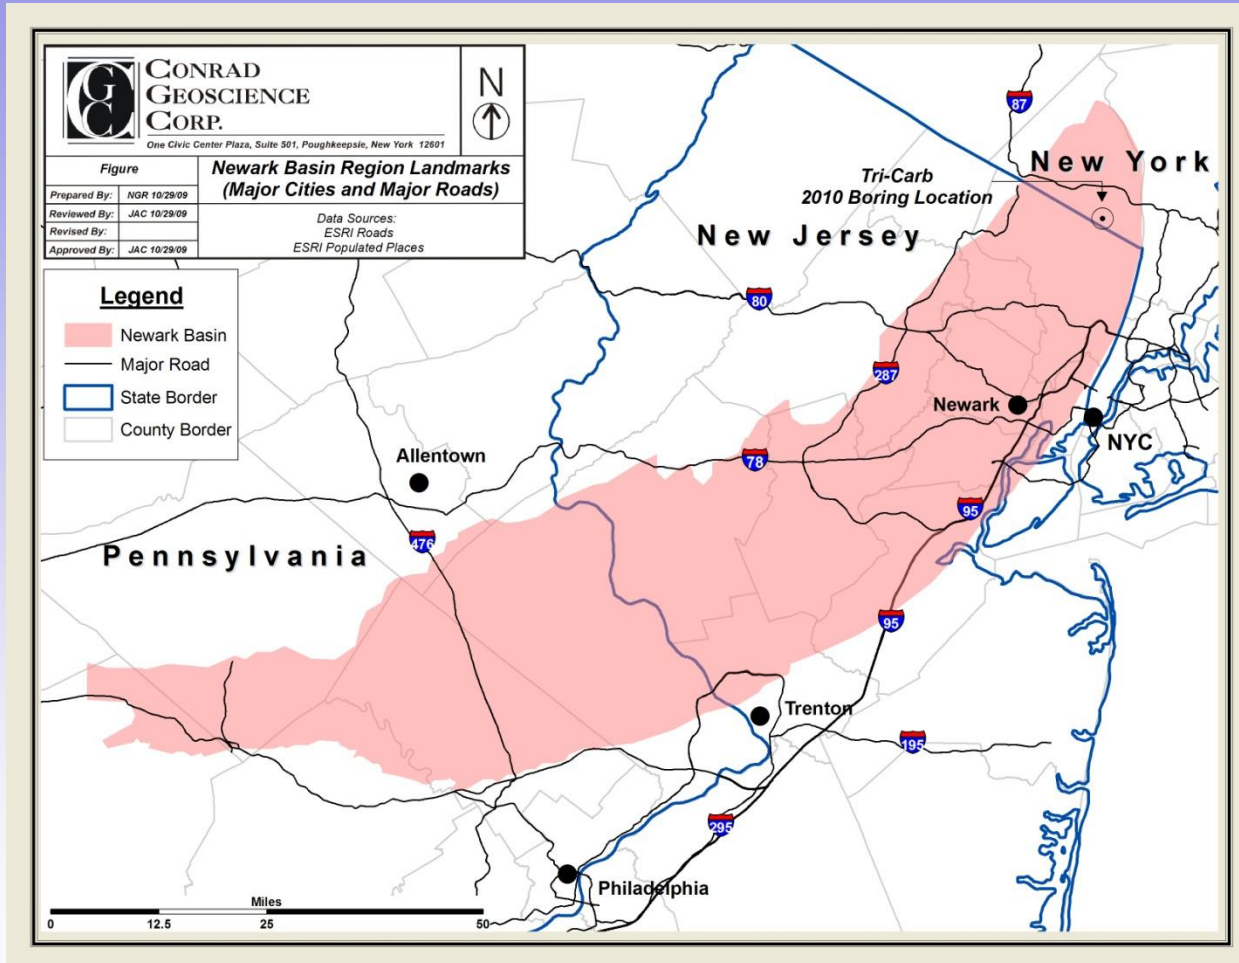 CGC
CONRAD
GEOSCIENCE
CORP.
One Civic Center Plaza, Suite 501, Poughkeepsie, New York 12601
N
Figure
Prepared By: NGR 10/29/09
Reviewed By: JAC 10/29/09
Revised By:
Approved By: JAC 10/29/09
Newark Basin Region Landmarks
(Major Cities and Major Roads)
Data Sources:
ESRI Roads
ESRI Populated Places
Legend
Newark Basin
Major Road
State Border
County Border
87
New York
Tri-Carb
2010 Boring Location
New Jersey
80
287
Newark
NYC
78
Allentown
95
476
Pennsylvania
95
Trenton
195
295
Philadelphia
Miles
0 12.5 25 50